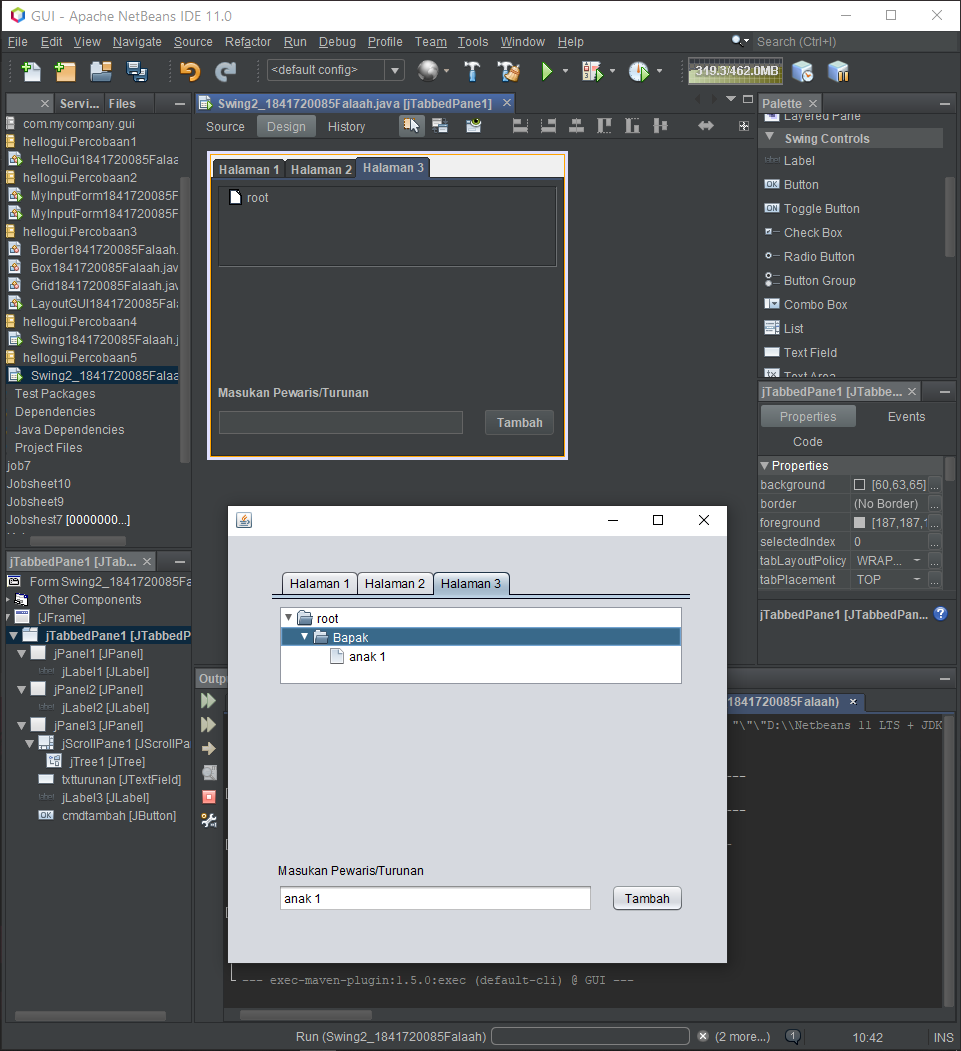 GUI - Apache NetBeans IDE 11.0
File Edit View Navigate Source Refactor Run Debug Profile Team Tools Window Help
Search (Ctrl+I)
<default config>
319.3/462.0MB
Servi... Files
com.mycompany.gui
hellogui.Percobaan1
HelloGui1841720085Falaa
hellogui.Percobaan2
MyInputForm1841720085F
MyInputForm1841720085F
hellogui.Percobaan3
Border1841720085Falaah.
Box1841720085Falaah.jav
Grid1841720085Falaah.jav
LayoutGUI1841720085Fala
hellogui.Percobaan4
Swing1841720085Falaah.j
hellogui.Percobaan5
Swing2_1841720085Falaa
Test Packages
Dependencies
Java Dependencies
Project Files
job7
Jobsheet10
Jobsheet9
Jobshest7 [0000000...]
Swing2_1841720085Falaah.java [jTabbedPane1]
Source Design History
Halaman 1 Halaman 2 Halaman 3
root
Masukan Pewaris/Turunan
Tambah
Palette
Layered Pane
Swing Controls
label Label
OK Button
ON Toggle Button
Check Box
Radio Button
Button Group
Combo Box
List
Text Field
Text Area
jTabbedPane1 [JTabbe...
Properties Events
Code
Properties
background [60,63,65] ...
border (No Border) ...
foreground [187,187,1 ...
selectedIndex 0 ...
tabLayoutPolicy WRAP... ...
tabPlacement TOP ...
jTabbedPane1 [JTabbedPan...
jTabbedPane1 [JTab...
Form Swing2_1841720085Fa
Other Components
[JFrame]
jTabbedPane1 [JTabbedP
jPanel1 [JPanel]
label jLabel1 [JLabel]
jPanel2 [JPanel]
label jLabel2 [JLabel]
jPanel3 [JPanel]
jScrollPane1 [JScrollPa
jTree1 [JTree]
txtturunan [JTextField]
label jLabel3 [JLabel]
OK cmdtambah [JButton]
Halaman 1 Halaman 2 Halaman 3
root
Bapak
anak 1
Masukan Pewaris/Turunan
anak 1
Tambah
Outpu
1841720085Falaah)
"\"\"D:\\Netbeans 11 LTS + JDK
--- exec-maven-plugin:1.5.0:exec (default-cli) @ GUI ---
Run (Swing2_1841720085Falaah) (2 more...) 1 10:42 INS